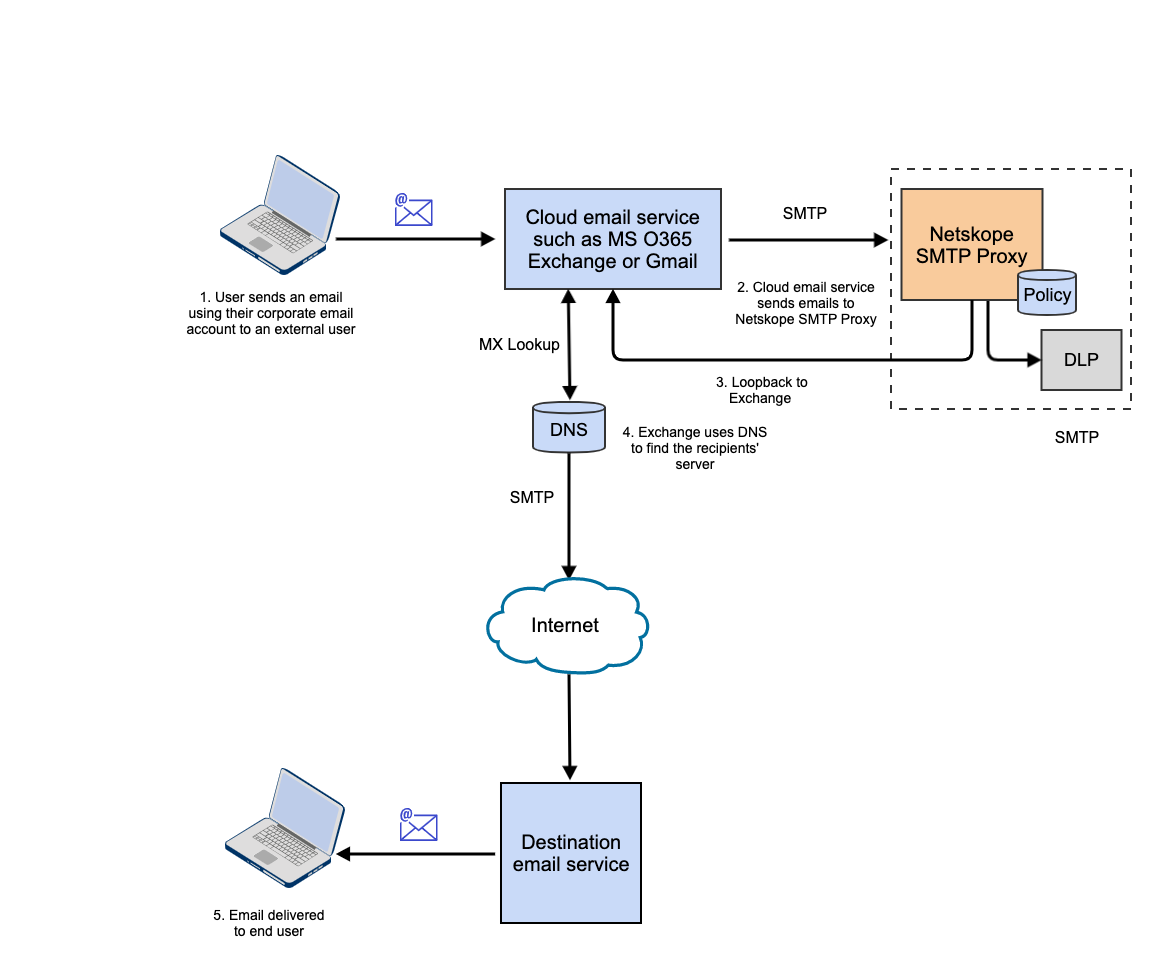 @
1. User sends an email
using their corporate email
account to an external user
Cloud email service
such as MS O365
Exchange or Gmail
SMTP
2. Cloud email service
sends emails to
Netskope SMTP Proxy
Netskope
SMTP Proxy
Policy
DLP
SMTP
3. Loopback to
Exchange
MX Lookup
DNS
4. Exchange uses DNS
to find the recipients'
server
SMTP
Internet
Destination
email service
@
5. Email delivered
to end user